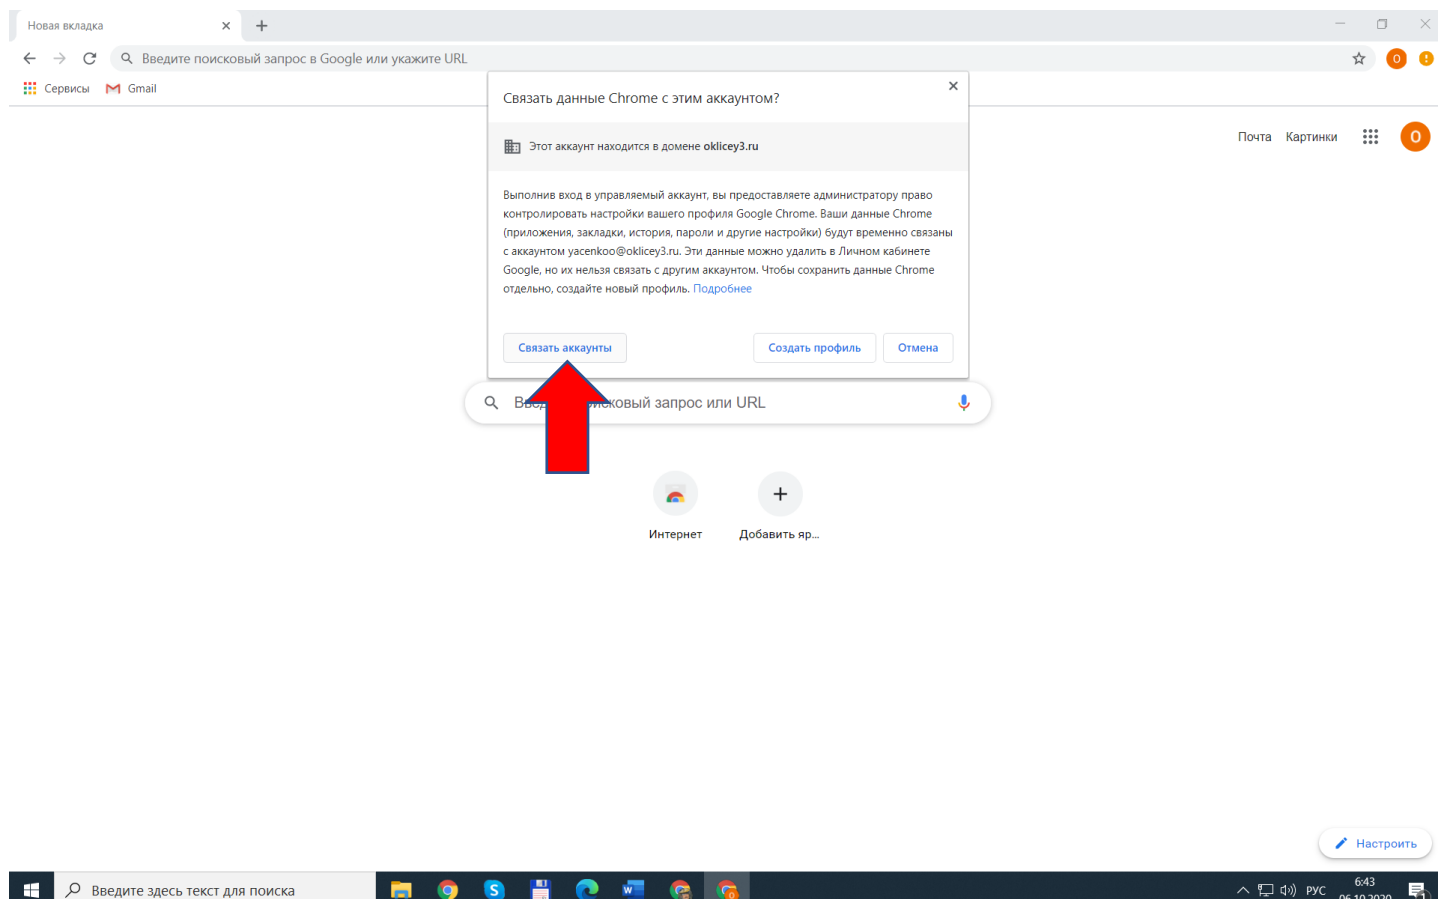 Новая вкладка
Введите поисковый запрос в Google или укажите URL
О
Сервисы
Gmail
Связать данные Chrome с этим аккаунтом?
Этот аккаунт находится в домене oklicey3.ru
Почта Картинки
О
Выполнив вход в управляемый аккаунт, вы предоставляете администратору право
контролировать настройки вашего профиля Google Chrome. Ваши данные Chrome
(приложения, закладки, история, пароли и другие настройки) будут временно связаны
с аккаунтом yacenkoo@oklicey3.ru. Эти данные можно удалить в Личном кабинете
Google, но их нельзя связать с другим аккаунтом. Чтобы сохранить данные Chrome
отдельно, создайте новый профиль. Подробнее
Связать аккаунты
Создать профиль
Отмена
запрос или URL
Интернет
Добавить яр...
Настроить
Введите здесь текст для поиска
РУС
6:43
06.10.2020